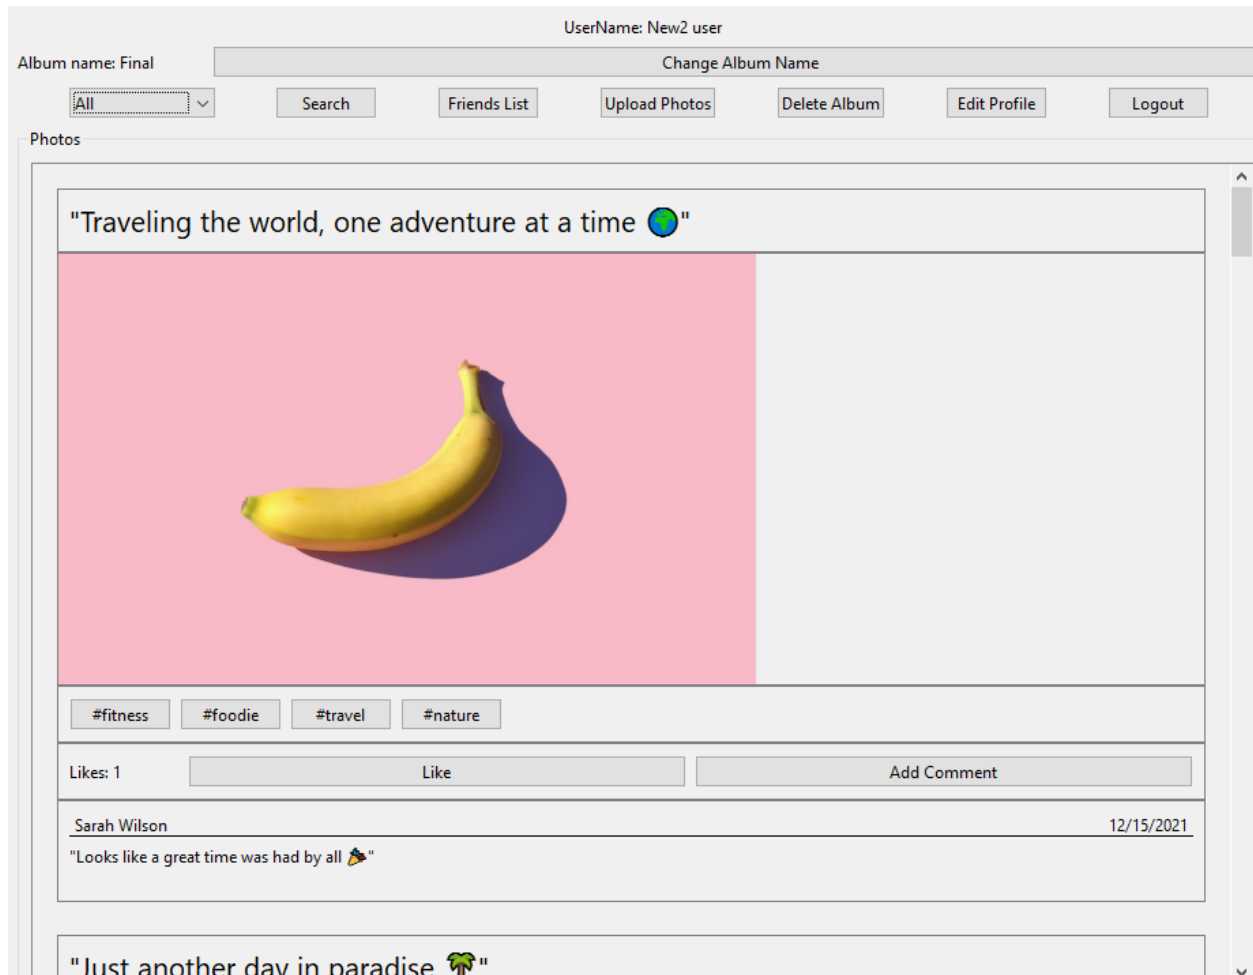 UserName: New2 user
Album name: Final Change Album Name
All Search Friends List Upload Photos Delete Album Edit Profile Logout
Photos
"Traveling the world, one adventure at a time 🌍"
#fitness #foodie #travel #nature
Likes: 1 Like Add Comment
Sarah Wilson 12/15/2021
"Looks like a great time was had by all 🎉"
"Just another day in paradise 🌴"